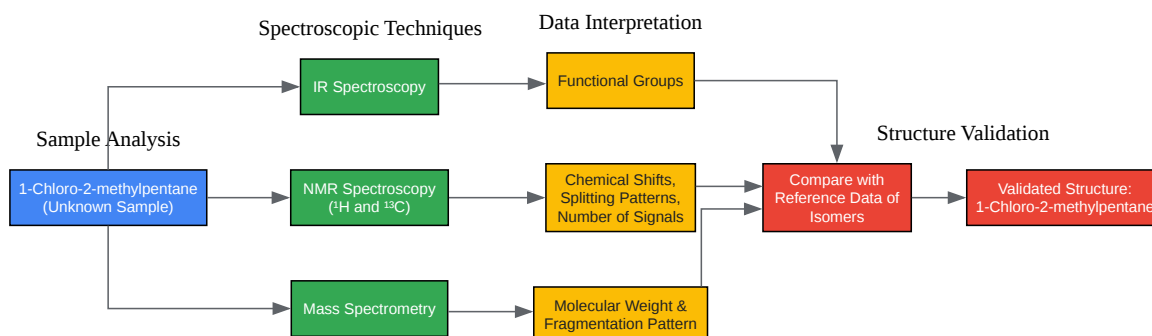 Spectroscopic Techniques
Data Interpretation
IR Spectroscopy
Functional Groups
Sample Analysis
Structure Validation
1-Chloro-2-methylpentane
(Unknown Sample)
NMR Spectroscopy
(¹H and ¹³C)
Chemical Shifts,
Splitting Patterns,
Number of Signals
Compare with
Reference Data of
Isomers
Validated Structure:
1-Chloro-2-methylpentane
Mass Spectrometry
Molecular Weight &
Fragmentation Pattern